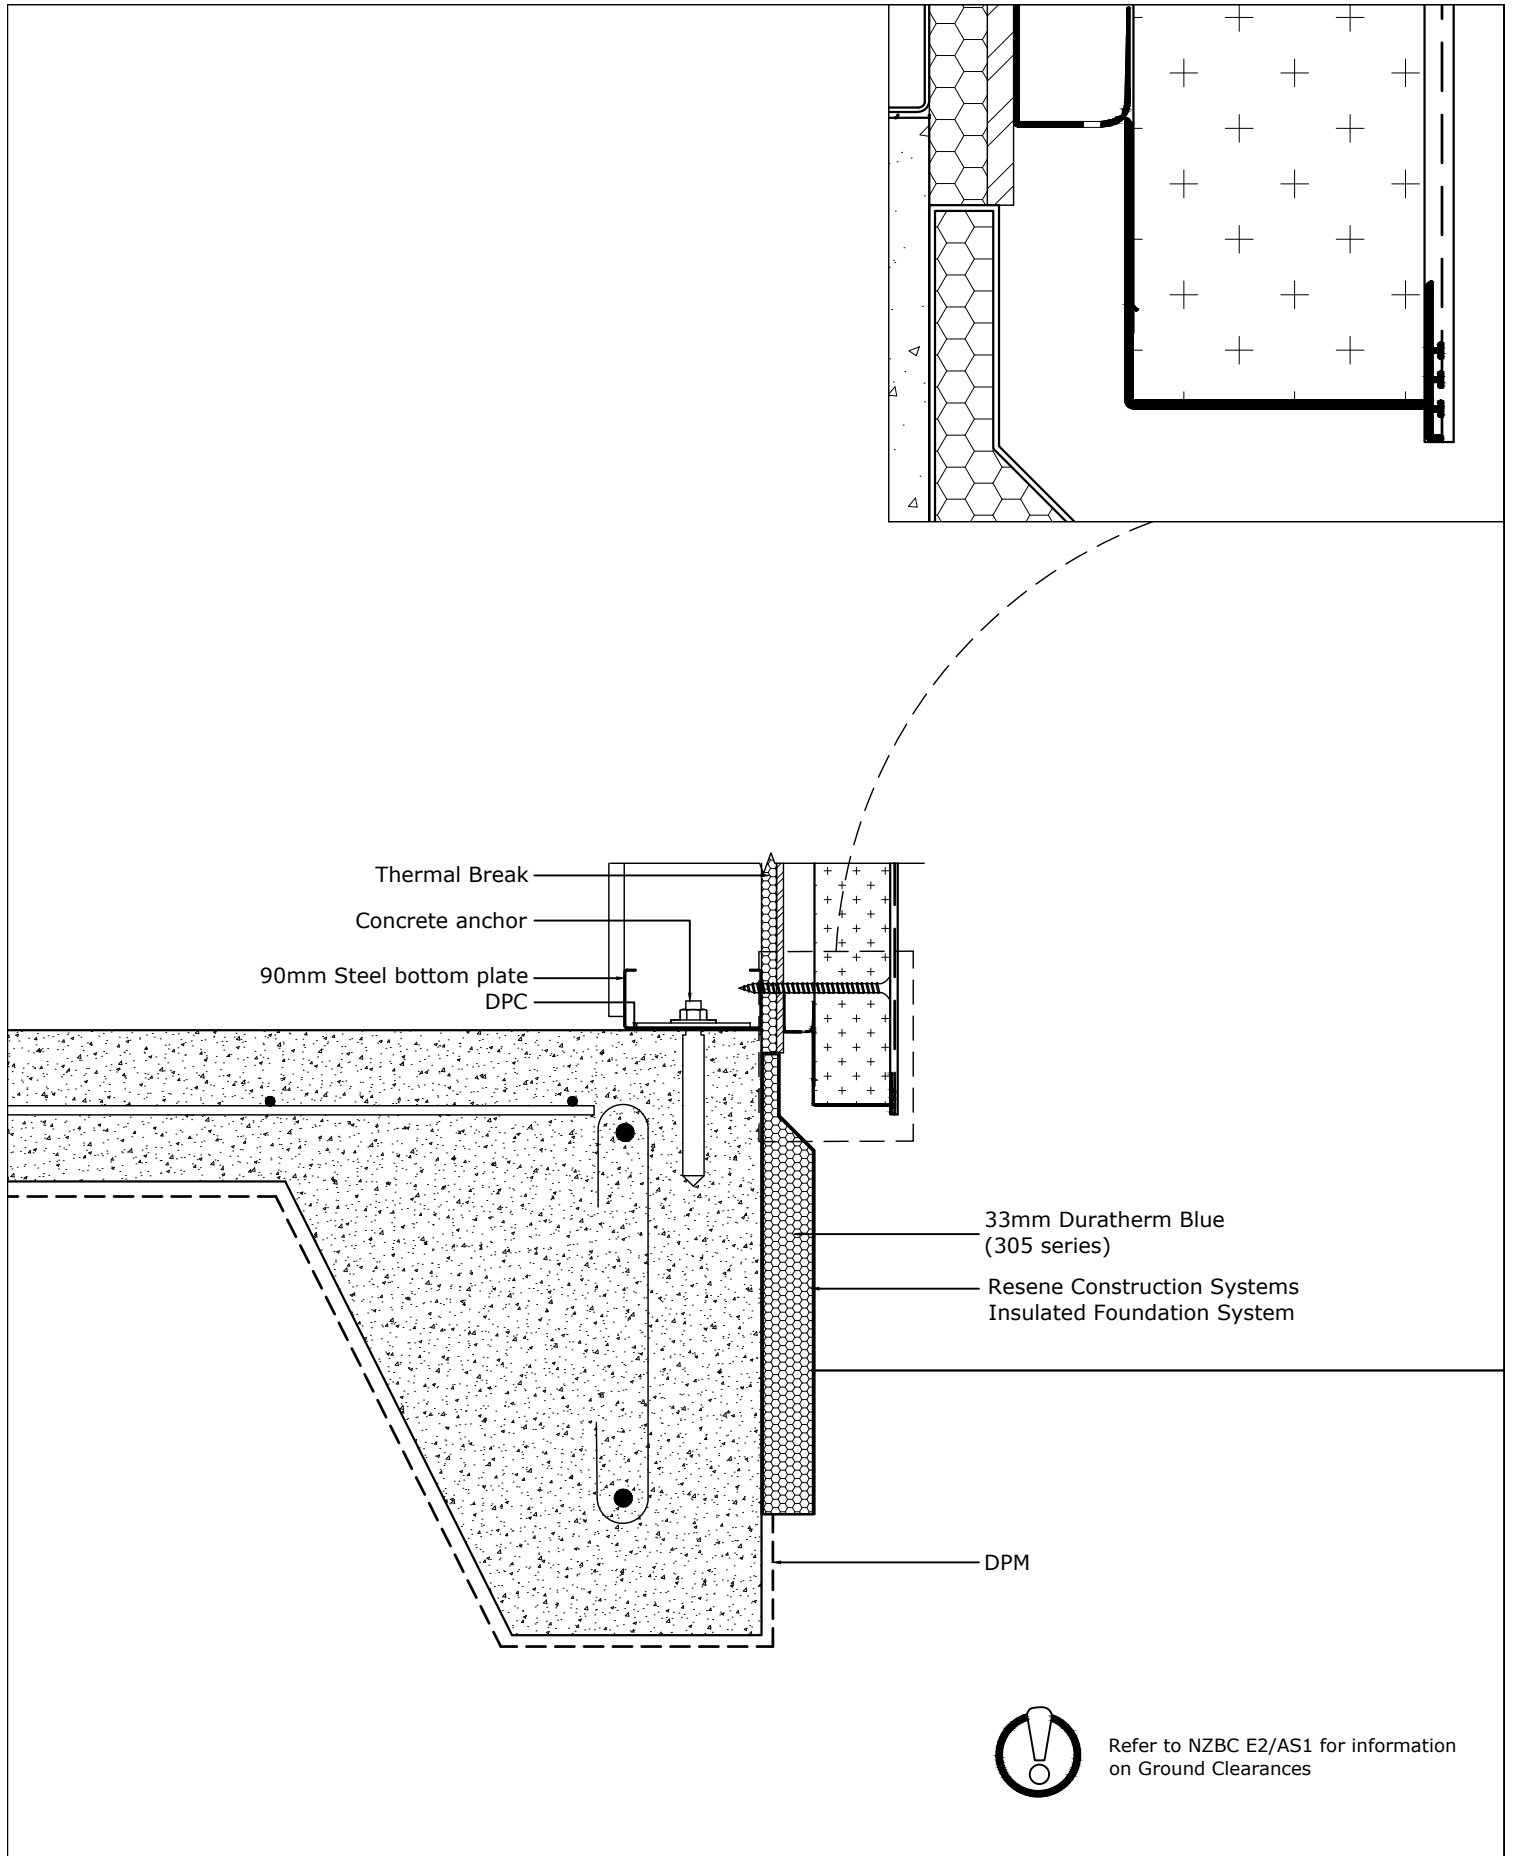 Thermal Break
Concrete anchor
90mm Steel bottom plate
DPC
33mm Duratherm Blue
(305 series)
Resene Construction Systems
Insulated Foundation System
DPM
Refer to NZBC E2/AS1 for information
on Ground Clearances